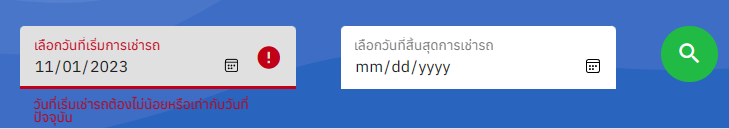 เลือกวันที่เริ่มการเช่ารถ
11/01/2023
เลือกวันที่สิ้นสุดการเช่ารถ
mm/dd/yyyy
วันที่เริ่มเช่ารถต้องไม่น้อยหรือเท่ากับวันที่
ปัจจุบัน